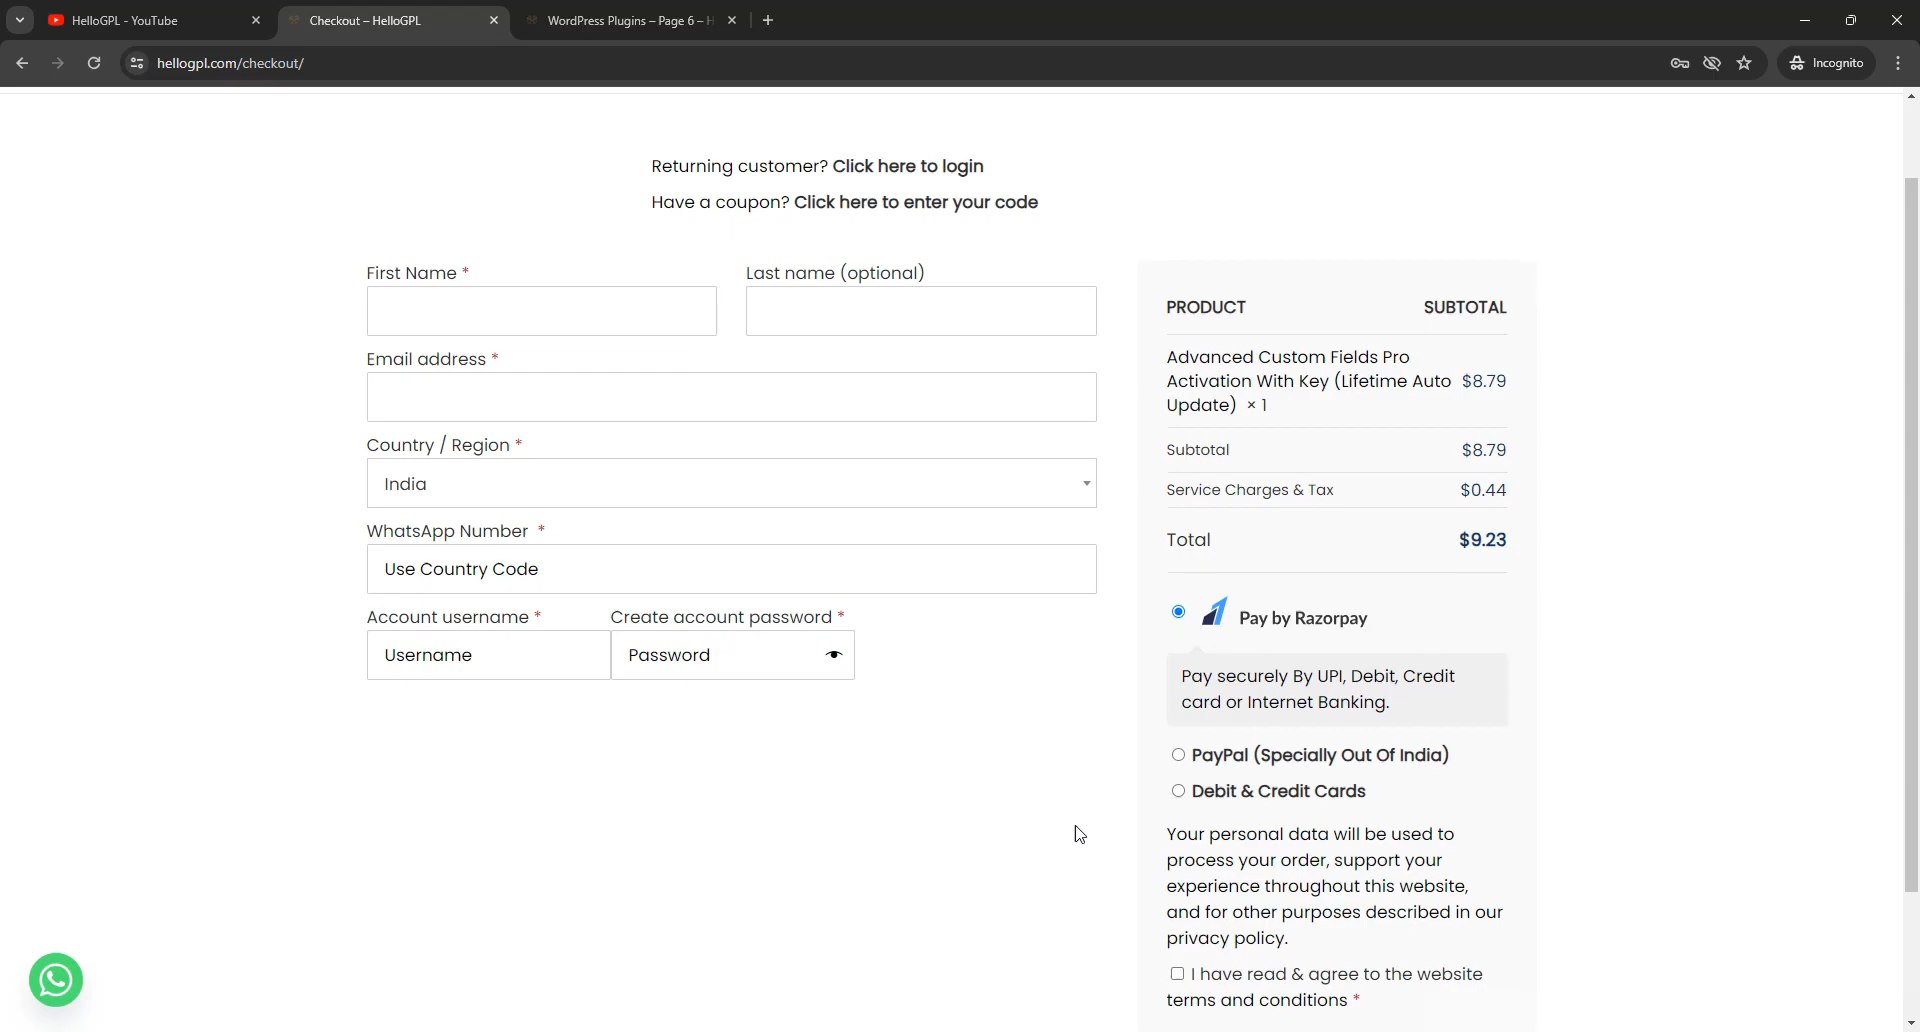 HelloGPL - YouTube
Checkout – HelloGPL
WordPress Plugins – Page 6 – H
hellogpl.com/checkout/
Incognito
Returning customer? Click here to login
Have a coupon? Click here to enter your code
First Name *
Last name (optional)
Email address *
Country / Region *
India
WhatsApp Number *
Use Country Code
Account username *
Create account password *
Username
Password
PRODUCT SUBTOTAL
Advanced Custom Fields Pro
Activation With Key (Lifetime Auto $8.79
Update) × 1
Subtotal $8.79
Service Charges & Tax $0.44
Total $9.23
Pay by Razorpay
Pay securely By UPI, Debit, Credit
card or Internet Banking.
PayPal (Specially Out Of India)
Debit & Credit Cards
Your personal data will be used to
process your order, support your
experience throughout this website,
and for other purposes described in our
privacy policy.
I have read & agree to the website
terms and conditions *